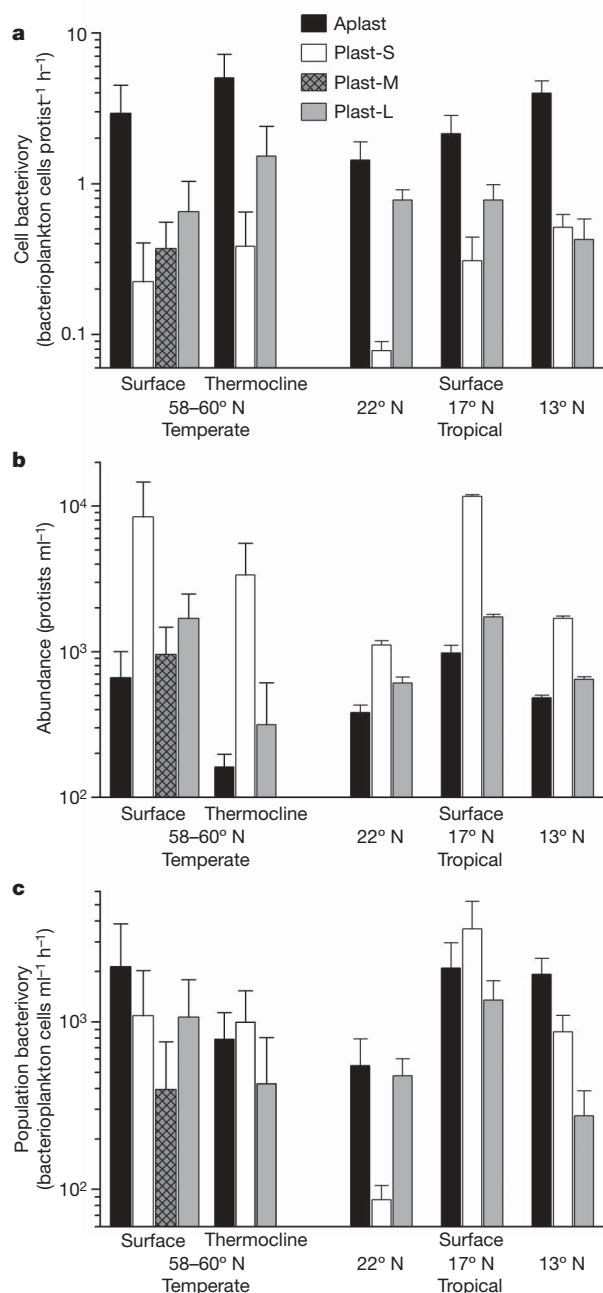 a
Aplast
Plast-S
Plast-M
Plast-L
Cell bacterivory
(bacterioplankton cells protist⁻¹ h⁻¹)
10
1
0.1
Surface Thermocline Surface
58–60° N 22° N 17° N 13° N
Temperate Tropical
b
Abundance (protists ml⁻¹)
10⁴
10³
10²
Surface Thermocline Surface
58–60° N 22° N 17° N 13° N
Temperate Tropical
c
Population bacterivory
(bacterioplankton cells ml⁻¹ h⁻¹)
10³
10²
Surface Thermocline Surface
58–60° N 22° N 17° N 13° N
Temperate Tropical